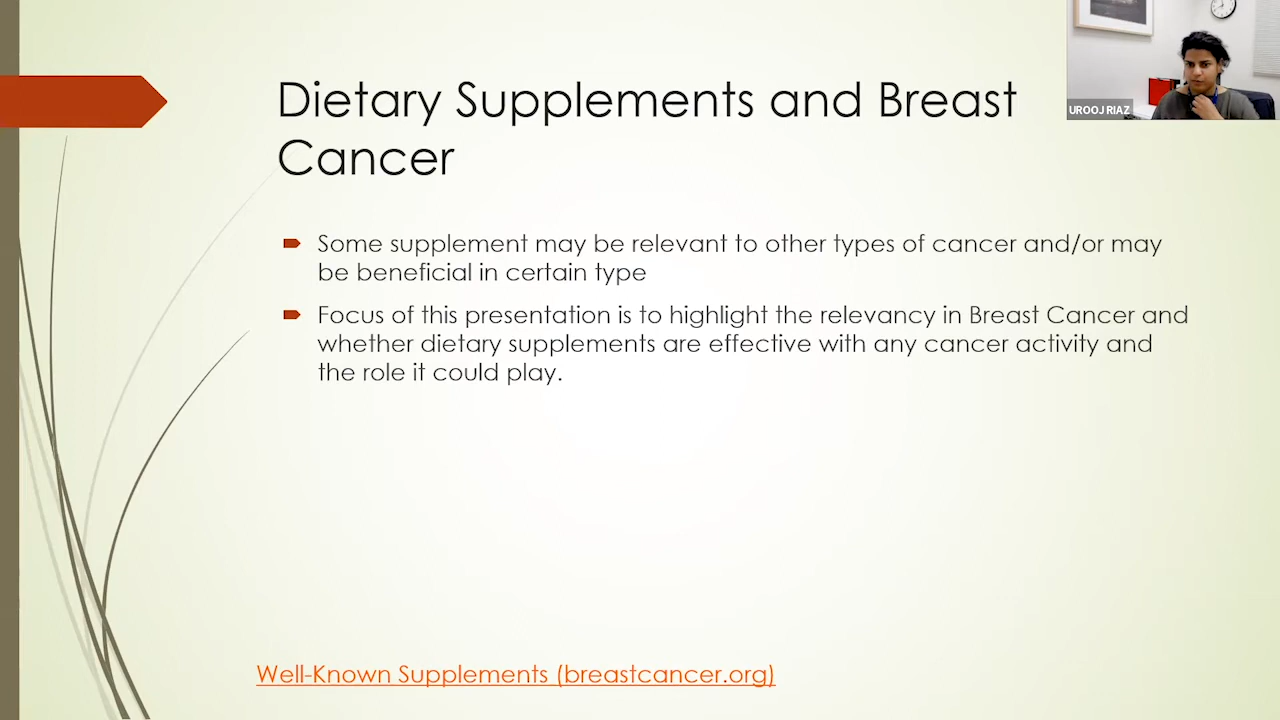 Dietary Supplements and Breast
Cancer
UROOJ RIAZ
Some supplement may be relevant to other types of cancer and/or may
be beneficial in certain type
Focus of this presentation is to highlight the relevancy in Breast Cancer and
whether dietary supplements are effective with any cancer activity and
the role it could play.
Well-Known Supplements (breastcancer.org)